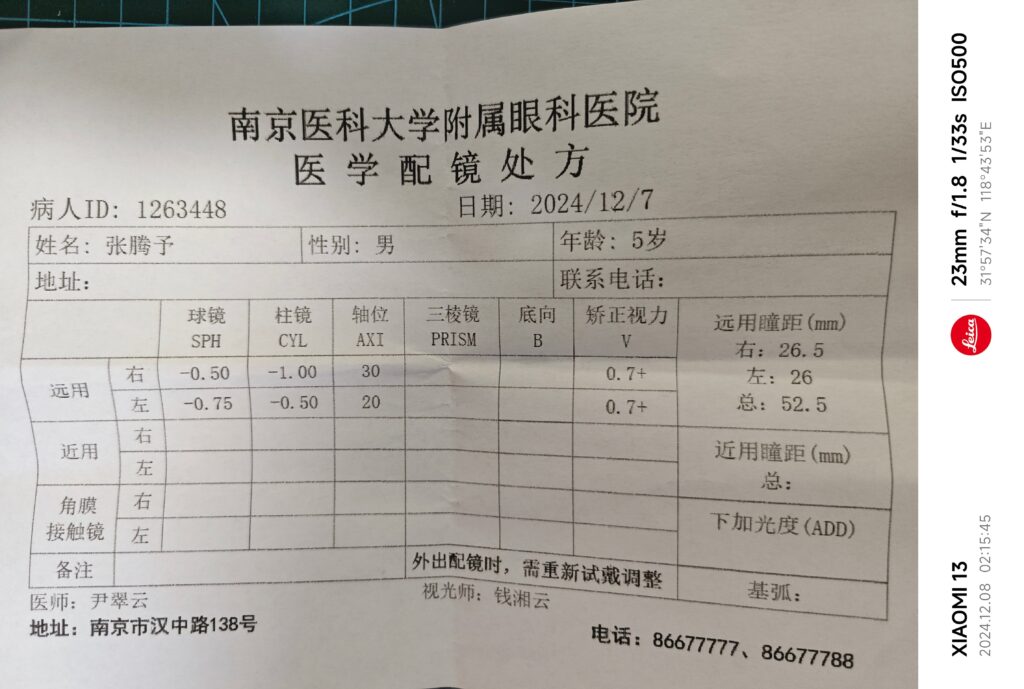 南京医科大学附属眼科医院
医学配镜处方
病人ID: 1263448 日期: 2024/12/7
姓名: 张腾予 性别: 男 年龄: 5岁
地址: 联系电话:
球镜 SPH 柱镜 CYL 轴位 AXI 三棱镜 PRISM 底向 B 矫正视力 V
远用 右 -0.50 -1.00 30 0.7+
左 -0.75 -0.50 20 0.7+
远用瞳距(mm)
右: 26.5
左: 26
总: 52.5
近用 右
左
近用瞳距(mm)
总:
角膜接触镜 右
左
下加光度(ADD)
备注 外出配镜时，需重新试戴调整 基弧:
医师: 尹翠云 视光师: 钱湘云
地址: 南京市汉中路138号
电话: 86677777、86677788
XIAOMI 13
2024.12.08 02:15:45
Leica
23mm f/1.8 1/33s ISO500
31°57'34"N 118°43'53"E